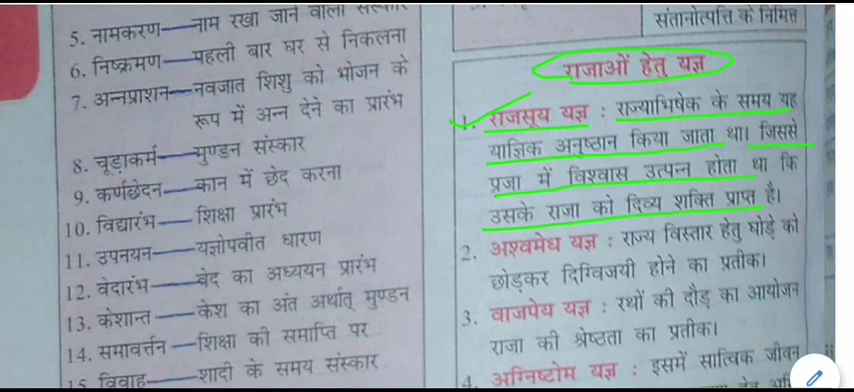 5. नामकरण — नाम रखा जाने वाला
6. निष्क्रमण — पहली बार घर से निकलना
7. अन्नप्राशन — नवजात शिशु को भोजन के
रूप में अन्न देने का प्रारंभ
8. चूड़ाकर्म — मुण्डन संस्कार
9. कर्णछेदन — कान में छेद करना
10. विद्यारंभ — शिक्षा प्रारंभ
11. उपनयन — यज्ञोपवीत धारण
12. वेदारंभ — वेद का अध्ययन प्रारंभ
13. केशान्त — केश का अंत अर्थात् मुण्डन
14. समावर्त्तन — शिक्षा की समाप्ति पर
15 विवाह — शादी के समय संस्कार
संतानोत्पत्ति के निमित्त
राजाओं हेतु यज्ञ
1. राजसूय यज्ञ : राज्याभिषेक के समय यह
याज्ञिक अनुष्ठान किया जाता था। जिससे
प्रजा में विश्वास उत्पन्न होता था कि
उसके राजा को दिव्य शक्ति प्राप्त है।
2. अश्वमेध यज्ञ : राज्य विस्तार हेतु घोड़े को
छोड़कर दिग्विजयी होने का प्रतीक।
3. वाजपेय यज्ञ : रथों की दौड़ का आयोजन
राजा की श्रेष्ठता का प्रतीक।
4. अग्निष्टोम यज्ञ : इसमें सात्विक जीवन